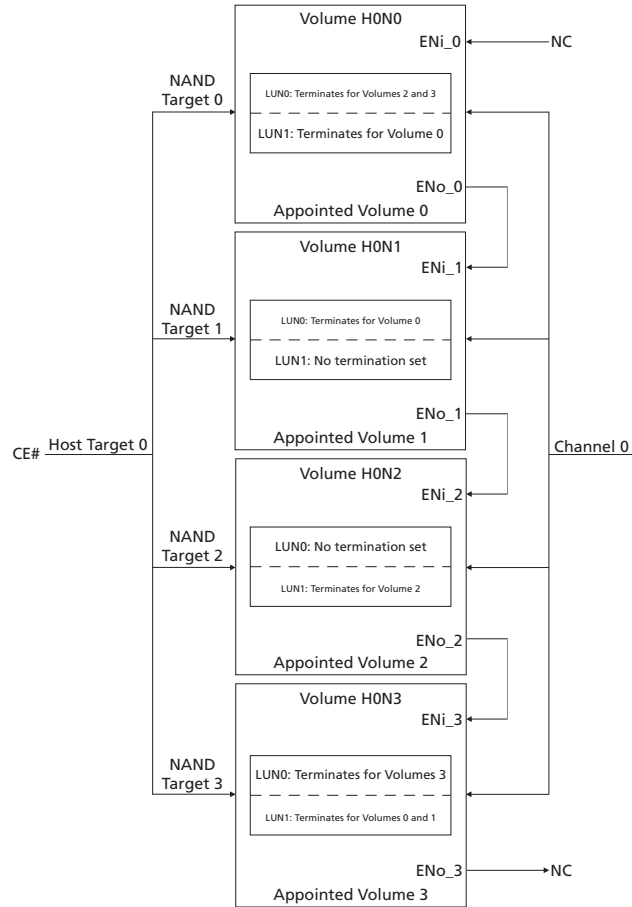 Volume H0N0
ENi_0
NC
NAND
Target 0
LUN0: Terminates for Volumes 2 and 3
LUN1: Terminates for Volume 0
ENo_0
Appointed Volume 0
Volume H0N1
ENi_1
NAND
Target 1
LUN0: Terminates for Volume 0
LUN1: No termination set
ENo_1
Appointed Volume 1
CE#
Host Target 0
Channel 0
Volume H0N2
ENi_2
NAND
Target 2
LUN0: No termination set
LUN1: Terminates for Volume 2
ENo_2
Appointed Volume 2
Volume H0N3
ENi_3
NAND
Target 3
LUN0: Terminates for Volumes 3
LUN1: Terminates for Volumes 0 and 1
ENo_3
NC
Appointed Volume 3